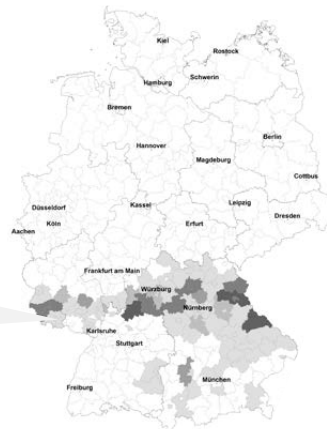 Kiel
Rostock
Hamburg
Schwerin
Bremen
Berlin
Hannover
Magdeburg
Cottbus
Düsseldorf
Kassel
Leipzig
Köln
Erfurt
Dresden
Aachen
Frankfurt am Main
Würzburg
Nürnberg
Karlsruhe
Stuttgart
München
Freiburg